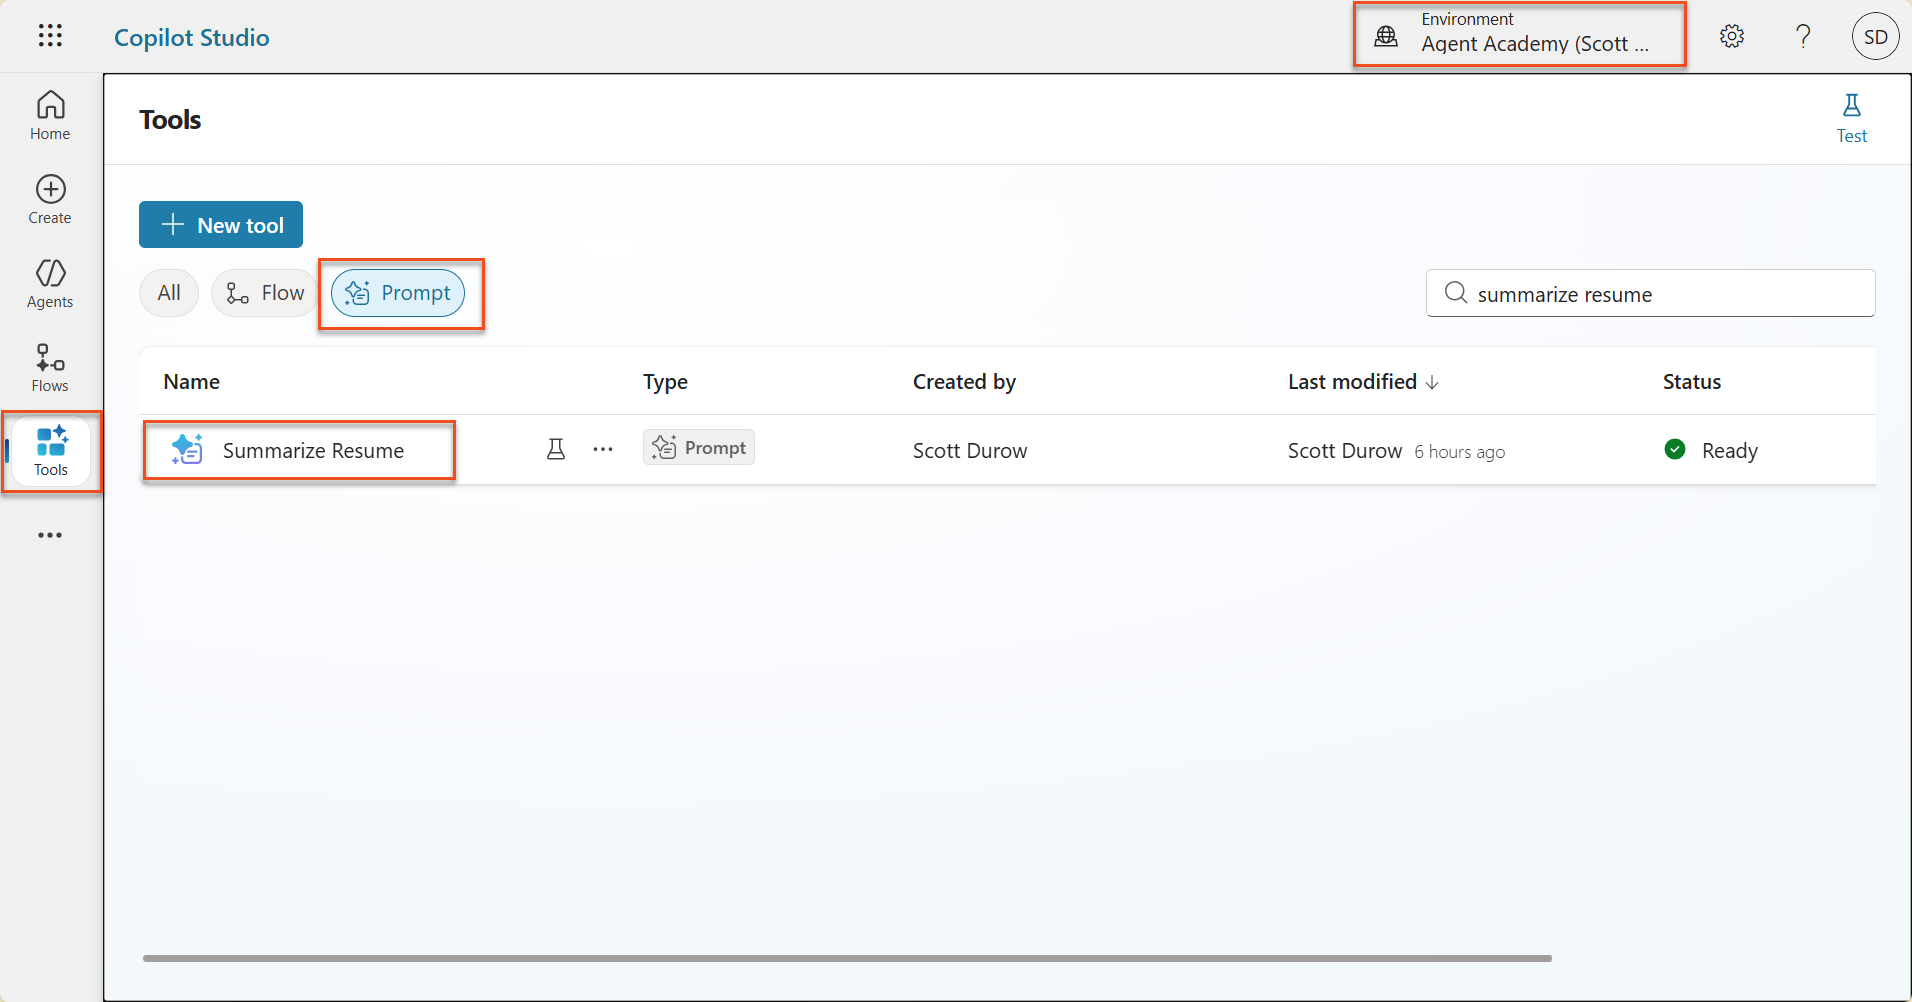 Copilot Studio
Environment
Agent Academy (Scott ...
SD
Home
Create
Agents
Flows
Tools
Tools
Test
New tool
All
Flow
Prompt
summarize resume
Name
Type
Created by
Last modified
Status
Summarize Resume
Prompt
Scott Durow
Scott Durow 6 hours ago
Ready